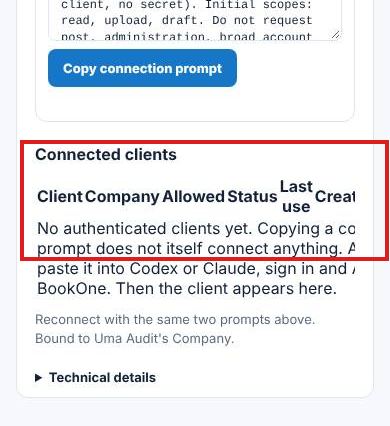 client, no secret). Initial scopes:
read, upload, draft. Do not request
post, administration, broad account
Copy connection prompt
Connected clients
Client Company Allowed Status Last use Creat
No authenticated clients yet. Copying a co
prompt does not itself connect anything. A
paste it into Codex or Claude, sign in and
BookOne. Then the client appears here.
Reconnect with the same two prompts above.
Bound to Uma Audit's Company.
Technical details